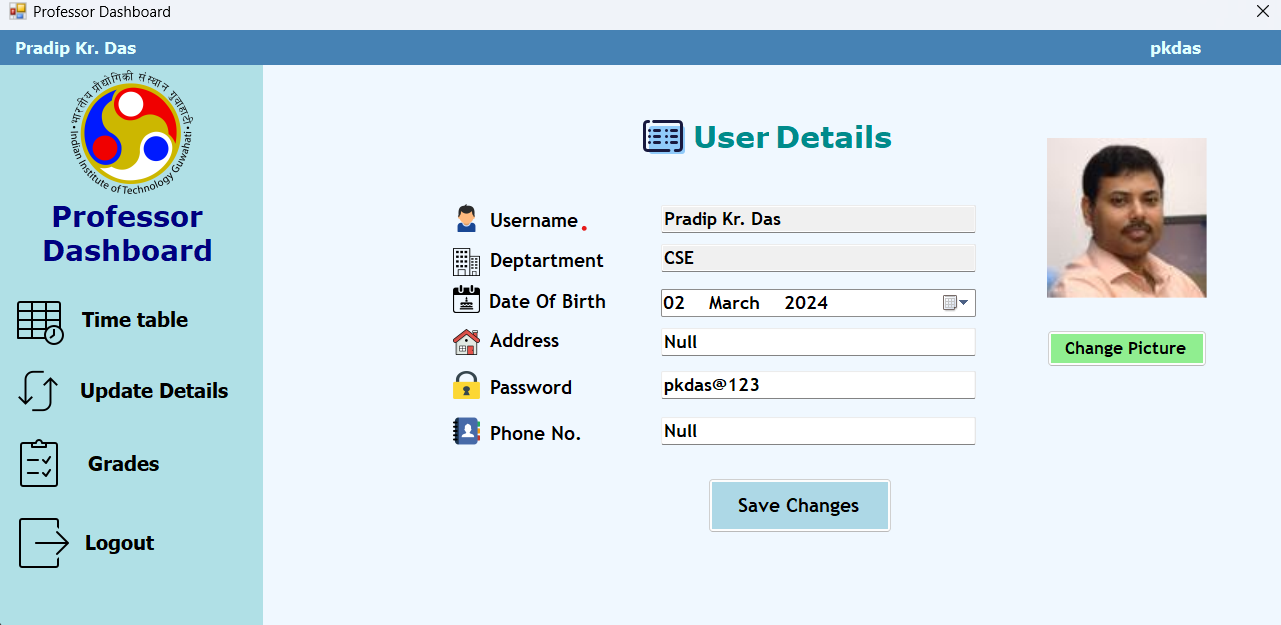 Professor Dashboard
Pradip Kr. Das
pkdas
भारतीय प्रौद्योगिकी संस्थान गुवाहाटी
Indian Institute of Technology Guwahati
Professor
Dashboard
Time table
Update Details
Grades
Logout
User Details
Username
Pradip Kr. Das
Deptartment
CSE
Date Of Birth
02 March 2024
Address
Null
Password
pkdas@123
Phone No.
Null
Save Changes
Change Picture